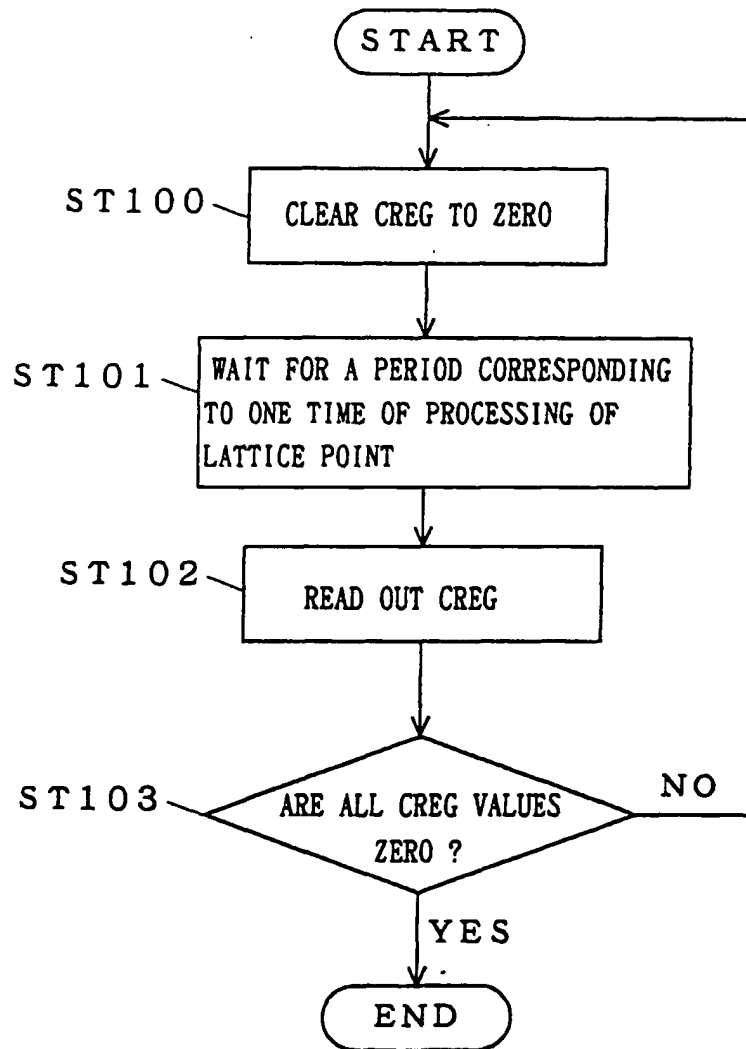 START
ST100
CLEAR CREG TO ZERO
ST101
WAIT FOR A PERIOD CORRESPONDING
TO ONE TIME OF PROCESSING OF
LATTICE POINT
ST102
READ OUT CREG
ST103
ARE ALL CREG VALUES
ZERO ?
NO
YES
END